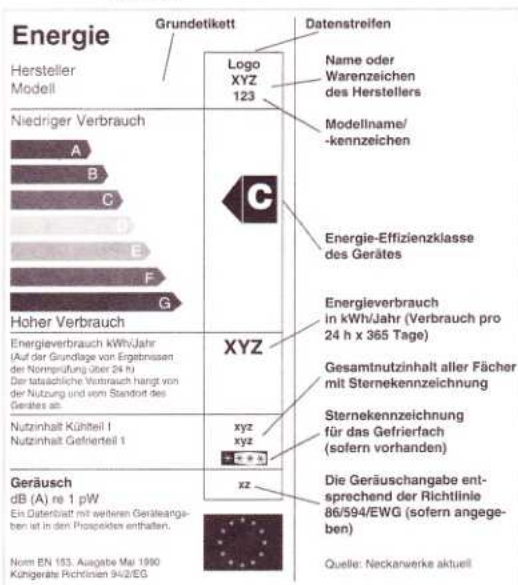 Grundetikett
Datenstreifen
Energie
Hersteller
Modell
Logo
XYZ
123
Name oder
Warenzeichen
des Herstellers
Modellname/
-kennzeichen
Niedriger Verbrauch
A
B
C
D
E
F
G
Hoher Verbrauch
C
Energie-Effizienzklasse
des Gerätes
Energieverbrauch kWh/Jahr
(Auf der Grundlage von Ergebnissen
der Normprüfung über 24 h)
Der tatsächliche Verbrauch hängt von
der Nutzung und vom Standort des
Gerätes ab.
XYZ
Energieverbrauch
in kWh/Jahr (Verbrauch pro
24 h x 365 Tage)
Gesamtnutzinhalt aller Fächer
mit Sternekennzeichnung
Nutzinhalt Kühlteil l
Nutzinhalt Gefrierteil 1
xyz
xyz
Sternekennzeichnung
für das Gefrierfach
(sofern vorhanden)
Geräusch
dB (A) re 1 pW
Ein Datenblatt mit weiteren Geräteanga-
ben ist in den Prospekten enthalten.
xz
Die Geräuschangabe ent-
sprechend der Richtlinie
86/594/EWG (sofern angege-
ben)
Norm EN 153. Ausgabe Mai 1990
Kühlgeräte Richtlinien 94/2/EG
Quelle: Neckarwerke aktuell